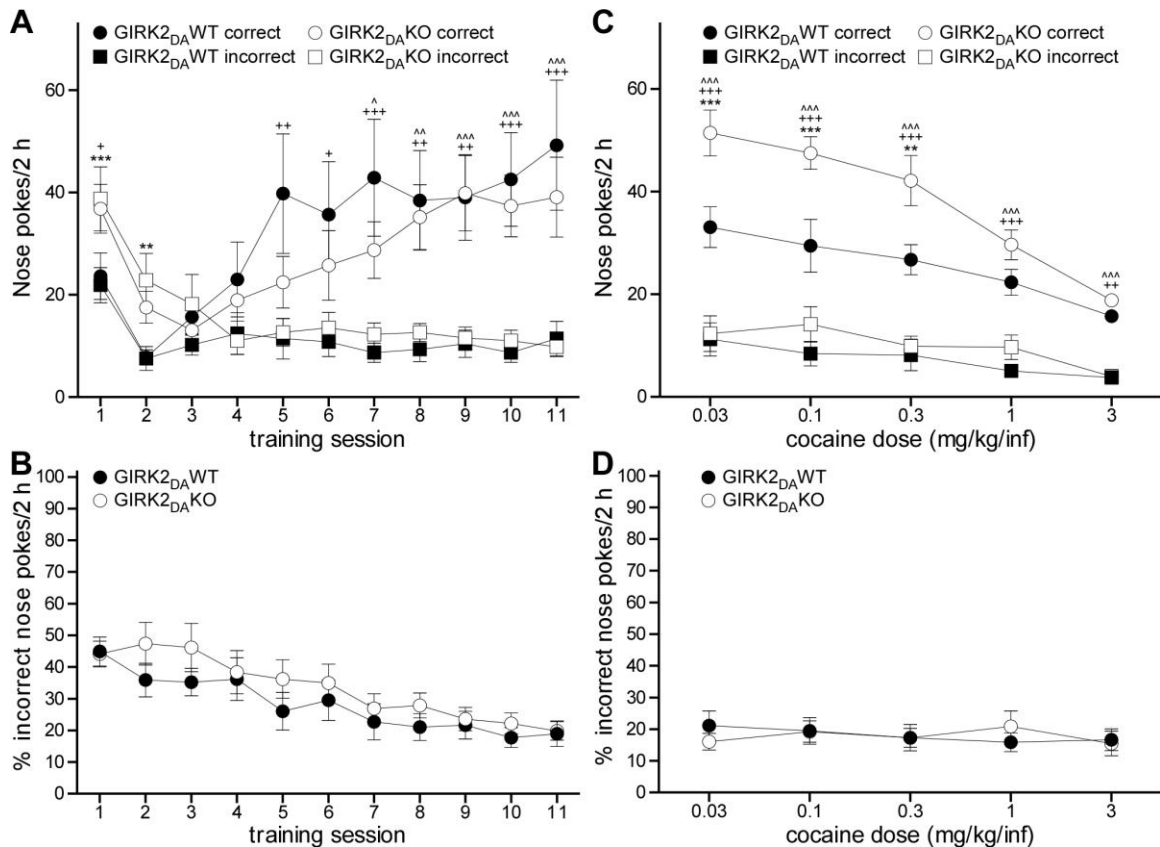 A
GIRK2DAWT correct
GIRK2DAKO correct
GIRK2DAWT incorrect
GIRK2DAKO incorrect
Nose pokes/2 h
60
40
20
0
+
***
**
++
+
^
+++
^^
++
^^^
++
^^^
+++
^^^
+++
1 2 3 4 5 6 7 8 9 10 11
training session
C
GIRK2DAWT correct
GIRK2DAKO correct
GIRK2DAWT incorrect
GIRK2DAKO incorrect
Nose pokes/2 h
60
40
20
0
^^^
+++
***
^^^
+++
***
^^^
+++
**
^^^
+++
^^^
++
0.03 0.1 0.3 1 3
cocaine dose (mg/kg/inf)
B
GIRK2DAWT
GIRK2DAKO
% incorrect nose pokes/2 h
100
90
80
70
60
50
40
30
20
10
0
1 2 3 4 5 6 7 8 9 10 11
training session
D
GIRK2DAWT
GIRK2DAKO
% incorrect nose pokes/2 h
100
90
80
70
60
50
40
30
20
10
0
0.03 0.1 0.3 1 3
cocaine dose (mg/kg/inf)